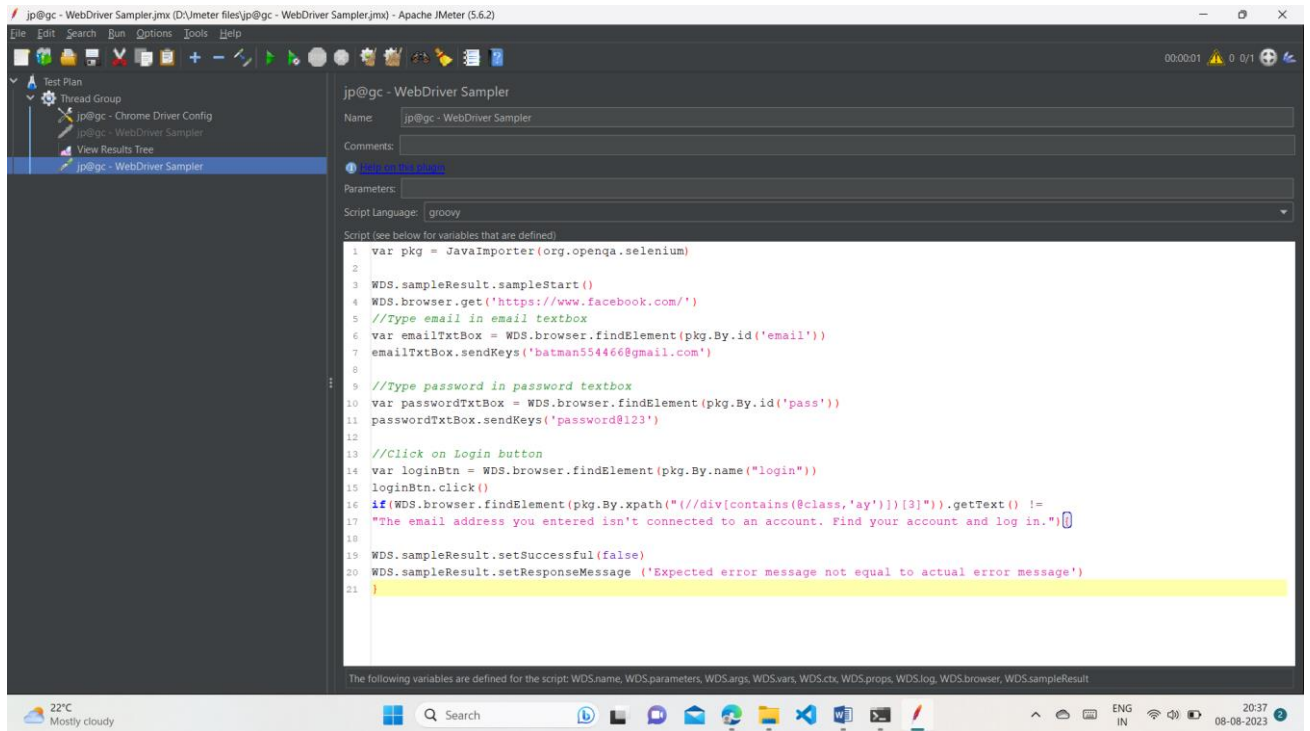 jp@gc - WebDriver Sampler.jmx (D:\Jmeter files\jp@gc - WebDriver Sampler.jmx) - Apache JMeter (5.6.2)
File Edit Search Run Options Tools Help
00:00:01 0 0/1
Test Plan
Thread Group
jp@gc - Chrome Driver Config
jp@gc - WebDriver Sampler
View Results Tree
jp@gc - WebDriver Sampler
jp@gc - WebDriver Sampler
Name: jp@gc - WebDriver Sampler
Comments:
Help on this plugin
Parameters:
Script Language: groovy
Script (see below for variables that are defined)
1 var pkg = JavaImporter(org.openqa.selenium)
2
3 WDS.sampleResult.sampleStart()
4 WDS.browser.get('https://www.facebook.com/')
5 //Type email in email textbox
6 var emailTxtBox = WDS.browser.findElement(pkg.By.id('email'))
7 emailTxtBox.sendKeys('batman554466@gmail.com')
8
9 //Type password in password textbox
10 var passwordTxtBox = WDS.browser.findElement(pkg.By.id('pass'))
11 passwordTxtBox.sendKeys('password@123')
12
13 //Click on Login button
14 var loginBtn = WDS.browser.findElement(pkg.By.name("login"))
15 loginBtn.click()
16 if(WDS.browser.findElement(pkg.By.xpath("(//div[contains(@class,'ay')])[3]")).getText() !=
17 "The email address you entered isn't connected to an account. Find your account and log in."){
18
19 WDS.sampleResult.setSuccessful(false)
20 WDS.sampleResult.setResponseMessage ('Expected error message not equal to actual error message')
21 }
The following variables are defined for the script: WDS.name, WDS.parameters, WDS.args, WDS.vars, WDS.ctx, WDS.props, WDS.log, WDS.browser, WDS.sampleResult
22°C
Mostly cloudy
Search
ENG
IN
20:37
08-08-2023
2